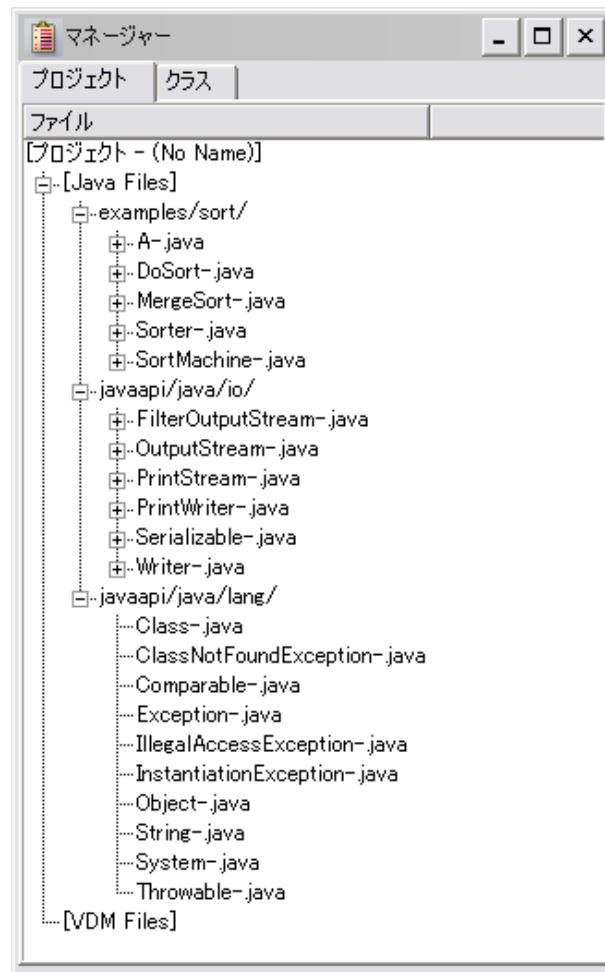 マネージャー
プロジェクト クラス
ファイル
[プロジェクト - (No Name)]
[Java Files]
examples/sort/
A-.java
DoSort-.java
MergeSort-.java
Sorter-.java
SortMachine-.java
javaapi/java/io/
FilterOutputStream-.java
OutputStream-.java
PrintStream-.java
PrintWriter-.java
Serializable-.java
Writer-.java
javaapi/java/lang/
Class-.java
ClassNotFoundException-.java
Comparable-.java
Exception-.java
IllegalAccessException-.java
InstantiationException-.java
Object-.java
String-.java
System-.java
Throwable-.java
[VDM Files]